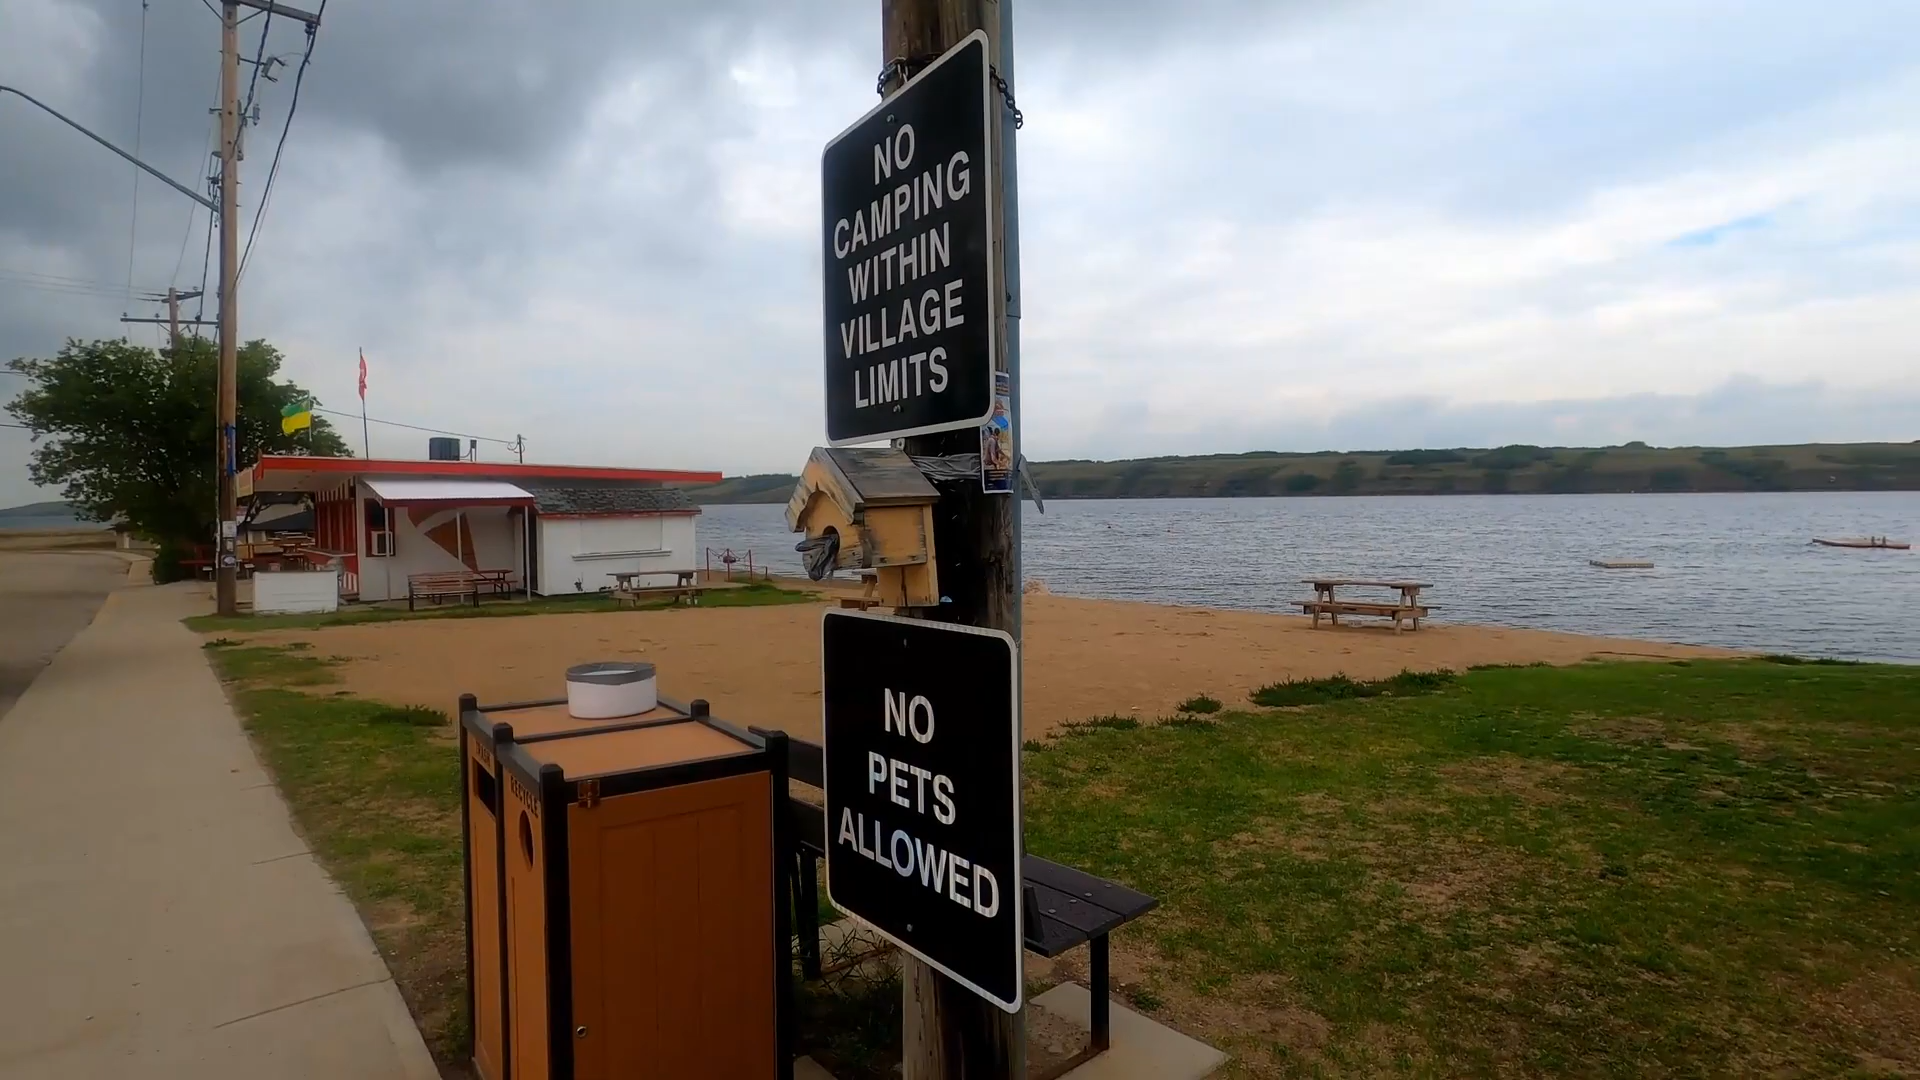 NO
CAMPING
WITHIN
VILLAGE
LIMITS
NO
PETS
ALLOWED
RECYCLE